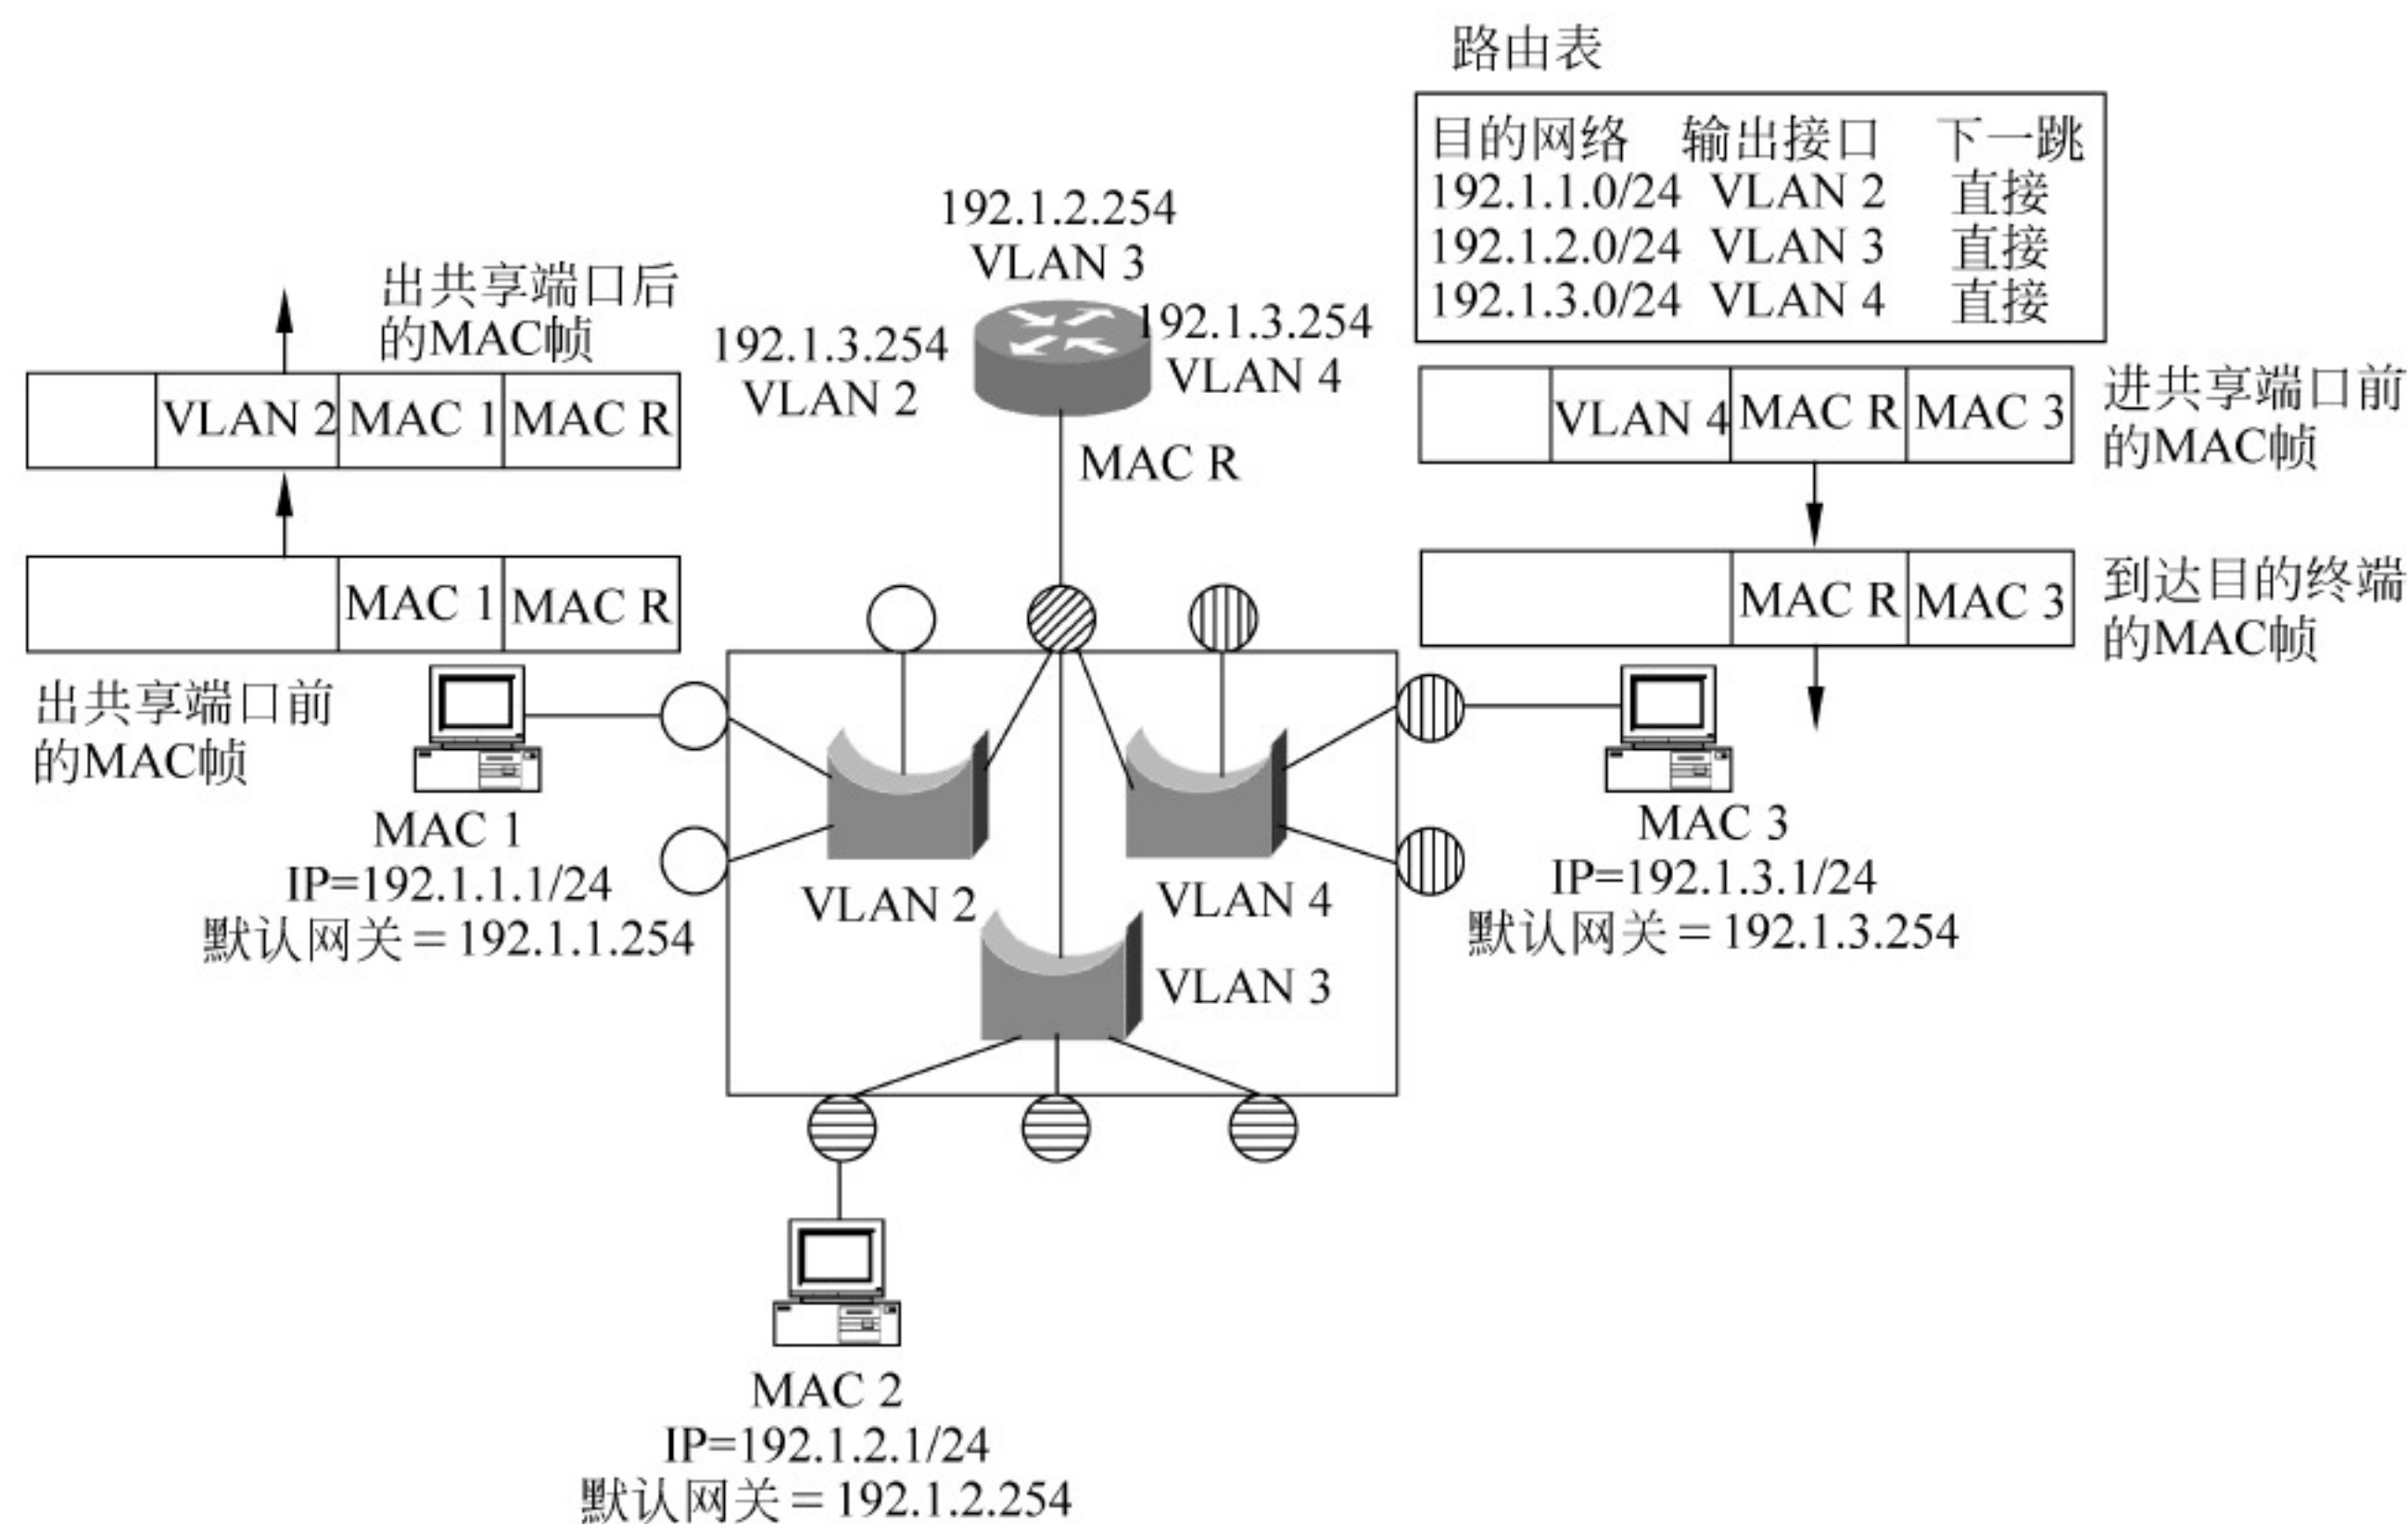 路由表
目的网络 输出接口 下一跳
192.1.1.0/24 VLAN 2 直接
192.1.2.0/24 VLAN 3 直接
192.1.3.0/24 VLAN 4 直接
192.1.2.254
VLAN 3
192.1.3.254
VLAN 2
192.1.3.254
VLAN 4
MAC R
出共享端口后
的MAC帧
VLAN 2 MAC 1 MAC R
MAC 1 MAC R
出共享端口前
的MAC帧
VLAN 4 MAC R MAC 3
进共享端口前
的MAC帧
MAC R MAC 3
到达目的终端
的MAC帧
MAC 1
IP=192.1.1.1/24
默认网关=192.1.1.254
VLAN 2
VLAN 4
VLAN 3
MAC 3
IP=192.1.3.1/24
默认网关=192.1.3.254
MAC 2
IP=192.1.2.1/24
默认网关=192.1.2.254